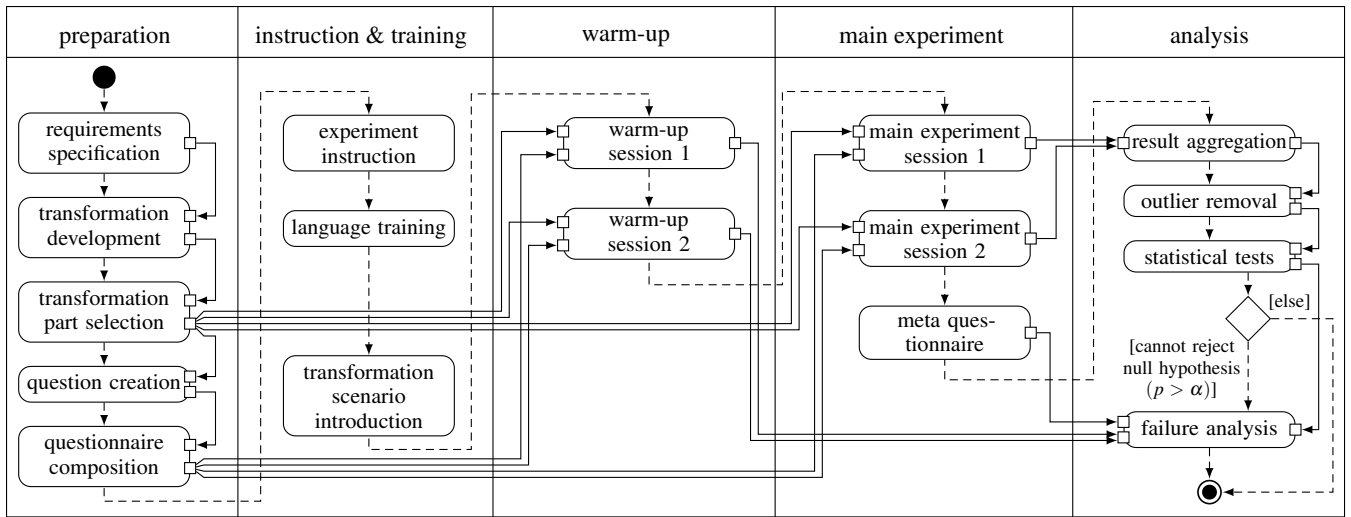 preparation
instruction & training
warm-up
main experiment
analysis
requirements
specification
transformation
development
transformation
part selection
question creation
questionnaire
composition
experiment
instruction
language training
transformation
scenario
introduction
warm-up
session 1
warm-up
session 2
main experiment
session 1
main experiment
session 2
meta ques-
tionnaire
result aggregation
outlier removal
statistical tests
[else]
[cannot reject
null hypothesis
(p > α)]
failure analysis